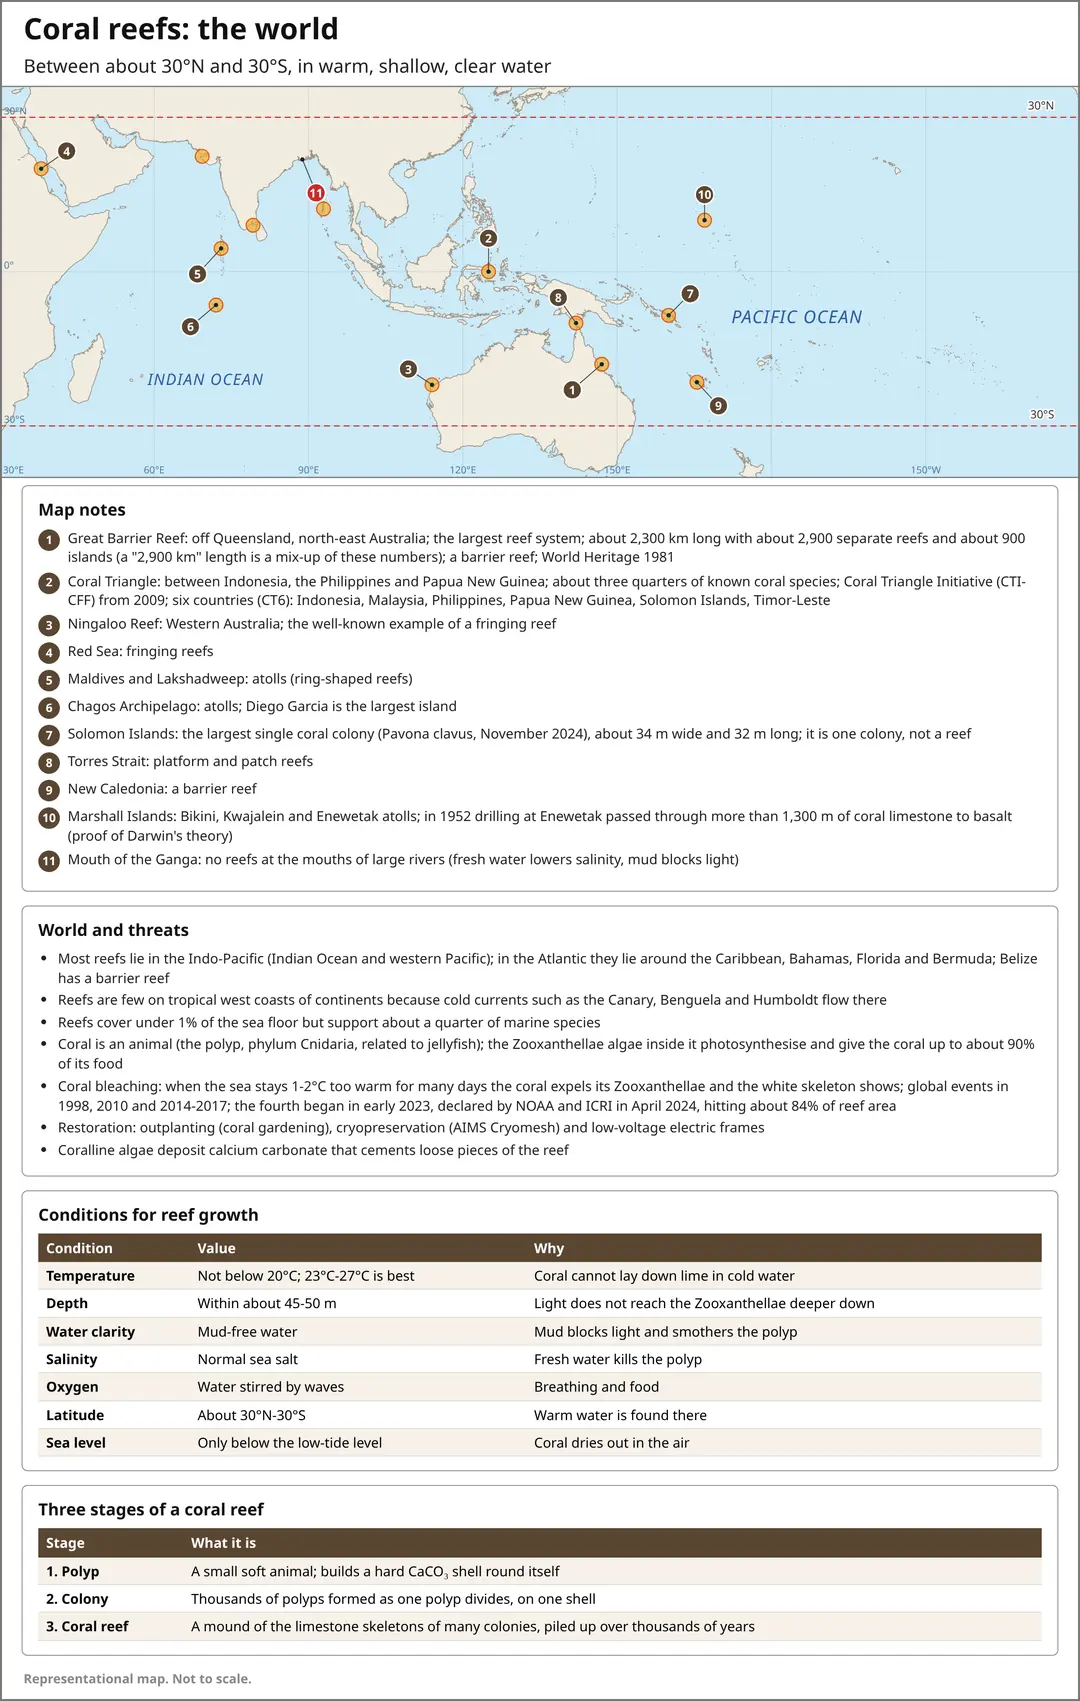 Coral reefs: the world
Between about 30°N and 30°S, in warm, shallow, clear water
30°N
30°N
4
11
10
2
5
0°
7
8
6
PACIFIC OCEAN
3
INDIAN OCEAN
1
9
30°S
30°S
30°E
60°E
90°E
120°E
150°E
150°W
Map notes
1 Great Barrier Reef: off Queensland, north-east Australia; the largest reef system; about 2,300 km long with about 2,900 separate reefs and about 900
islands (a "2,900 km" length is a mix-up of these numbers); a barrier reef; World Heritage 1981
2 Coral Triangle: between Indonesia, the Philippines and Papua New Guinea; about three quarters of known coral species; Coral Triangle Initiative (CTI-
CFF) from 2009; six countries (CT6): Indonesia, Malaysia, Philippines, Papua New Guinea, Solomon Islands, Timor-Leste
3 Ningaloo Reef: Western Australia; the well-known example of a fringing reef
4 Red Sea: fringing reefs
5 Maldives and Lakshadweep: atolls (ring-shaped reefs)
6 Chagos Archipelago: atolls; Diego Garcia is the largest island
7 Solomon Islands: the largest single coral colony (Pavona clavus, November 2024), about 34 m wide and 32 m long; it is one colony, not a reef
8 Torres Strait: platform and patch reefs
9 New Caledonia: a barrier reef
10 Marshall Islands: Bikini, Kwajalein and Enewetak atolls; in 1952 drilling at Enewetak passed through more than 1,300 m of coral limestone to basalt
(proof of Darwin's theory)
11 Mouth of the Ganga: no reefs at the mouths of large rivers (fresh water lowers salinity, mud blocks light)
World and threats
• Most reefs lie in the Indo-Pacific (Indian Ocean and western Pacific); in the Atlantic they lie around the Caribbean, Bahamas, Florida and Bermuda; Belize
has a barrier reef
• Reefs are few on tropical west coasts of continents because cold currents such as the Canary, Benguela and Humboldt flow there
• Reefs cover under 1% of the sea floor but support about a quarter of marine species
• Coral is an animal (the polyp, phylum Cnidaria, related to jellyfish); the Zooxanthellae algae inside it photosynthesise and give the coral up to about 90%
of its food
• Coral bleaching: when the sea stays 1-2°C too warm for many days the coral expels its Zooxanthellae and the white skeleton shows; global events in
1998, 2010 and 2014-2017; the fourth began in early 2023, declared by NOAA and ICRI in April 2024, hitting about 84% of reef area
• Restoration: outplanting (coral gardening), cryopreservation (AIMS Cryomesh) and low-voltage electric frames
• Coralline algae deposit calcium carbonate that cements loose pieces of the reef
Conditions for reef growth
Condition Value Why
Temperature Not below 20°C; 23°C-27°C is best Coral cannot lay down lime in cold water
Depth Within about 45-50 m Light does not reach the Zooxanthellae deeper down
Water clarity Mud-free water Mud blocks light and smothers the polyp
Salinity Normal sea salt Fresh water kills the polyp
Oxygen Water stirred by waves Breathing and food
Latitude About 30°N-30°S Warm water is found there
Sea level Only below the low-tide level Coral dries out in the air
Three stages of a coral reef
Stage What it is
1. Polyp A small soft animal; builds a hard CaCO₃ shell round itself
2. Colony Thousands of polyps formed as one polyp divides, on one shell
3. Coral reef A mound of the limestone skeletons of many colonies, piled up over thousands of years
Representational map. Not to scale.